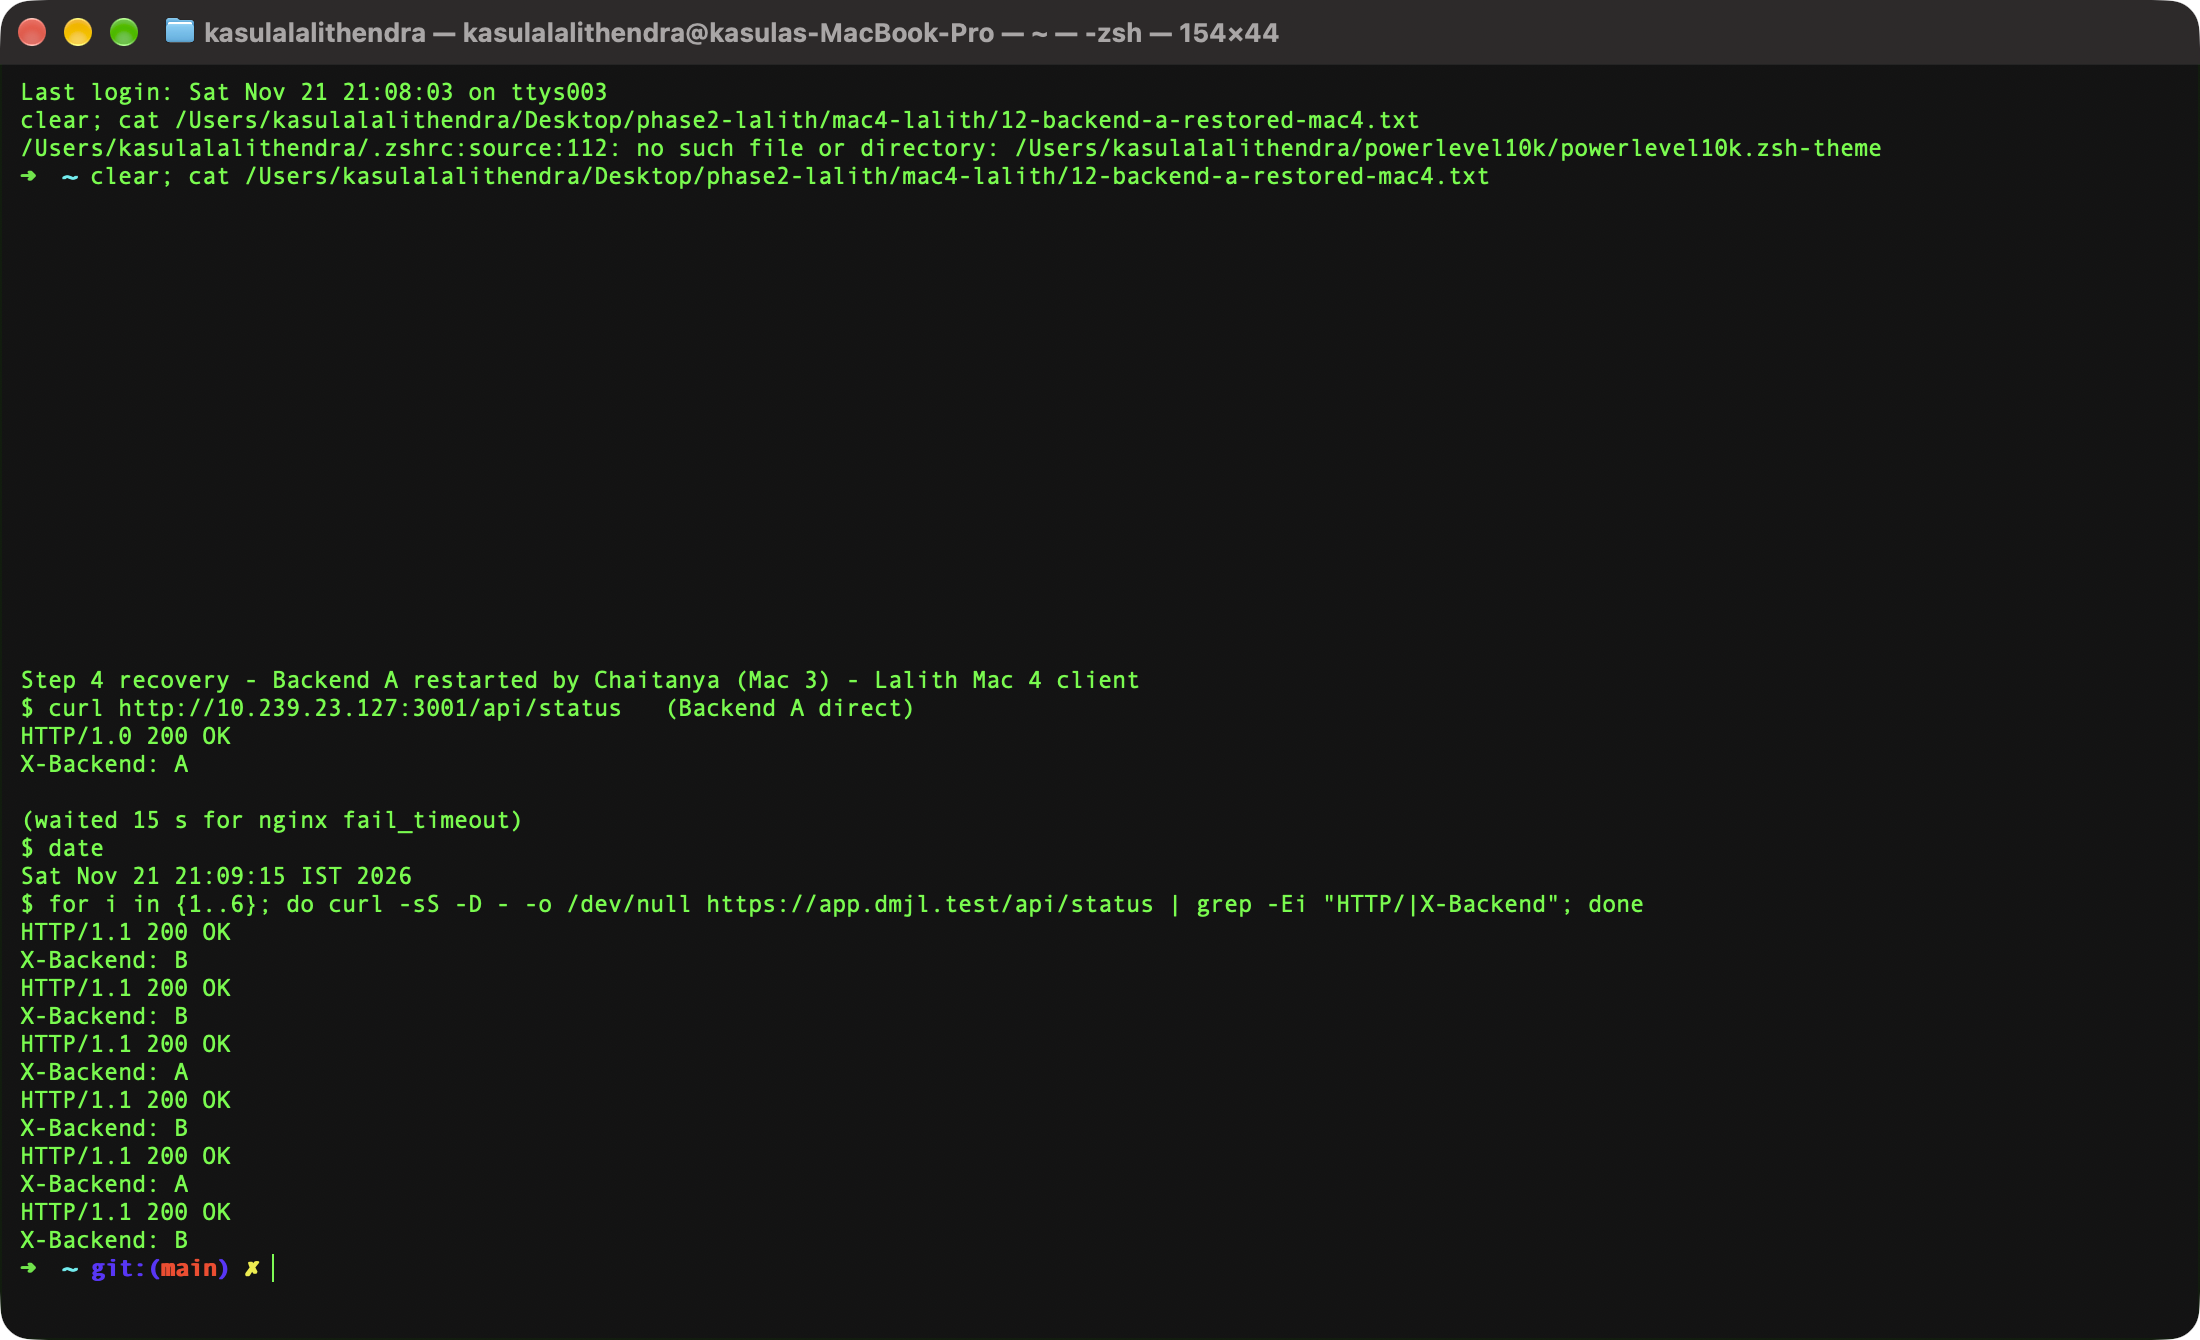 kasulalalithendra — kasulalalithendra@kasulas-MacBook-Pro — ~ — -zsh — 154×44
Last login: Sat Nov 21 21:08:03 on ttys003
clear; cat /Users/kasulalalithendra/Desktop/phase2-lalith/mac4-lalith/12-backend-a-restored-mac4.txt
/Users/kasulalalithendra/.zshrc:source:112: no such file or directory: /Users/kasulalalithendra/powerlevel10k/powerlevel10k.zsh-theme
➜  ~ clear; cat /Users/kasulalalithendra/Desktop/phase2-lalith/mac4-lalith/12-backend-a-restored-mac4.txt
Step 4 recovery - Backend A restarted by Chaitanya (Mac 3) - Lalith Mac 4 client
$ curl http://10.239.23.127:3001/api/status   (Backend A direct)
HTTP/1.0 200 OK
X-Backend: A
(waited 15 s for nginx fail_timeout)
$ date
Sat Nov 21 21:09:15 IST 2026
$ for i in {1..6}; do curl -sS -D - -o /dev/null https://app.dmjl.test/api/status | grep -Ei "HTTP/|X-Backend"; done
HTTP/1.1 200 OK
X-Backend: B
HTTP/1.1 200 OK
X-Backend: B
HTTP/1.1 200 OK
X-Backend: A
HTTP/1.1 200 OK
X-Backend: B
HTTP/1.1 200 OK
X-Backend: A
HTTP/1.1 200 OK
X-Backend: B
➜  ~ git:(main) ✗